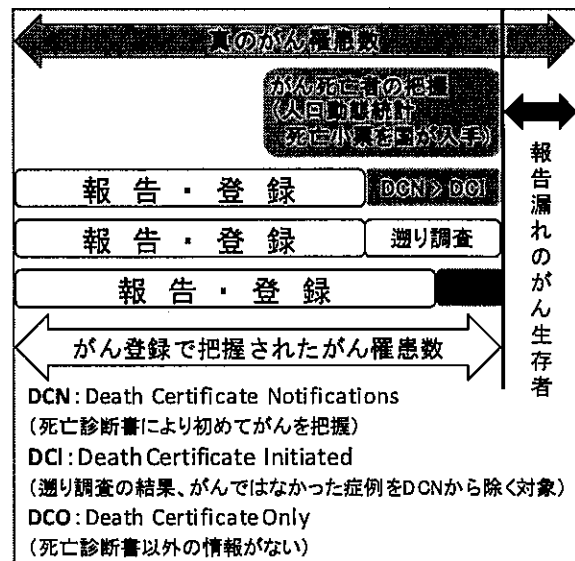 真のがん罹患数
がん死亡者の把握
(人口動態統計
死亡小票を国が入手)
報告・登録
DCN > DCI
報告・登録
遡り調査
報告・登録
がん登録で把握されたがん罹患数
報告漏れのがん生存者
DCN：Death Certificate Notifications
(死亡診断書により初めてがんを把握)
DCI：Death Certificate Initiated
(遡り調査の結果、がんではなかった症例をDCNから除く対象)
DCO：Death Certificate Only
(死亡診断書以外の情報がない)